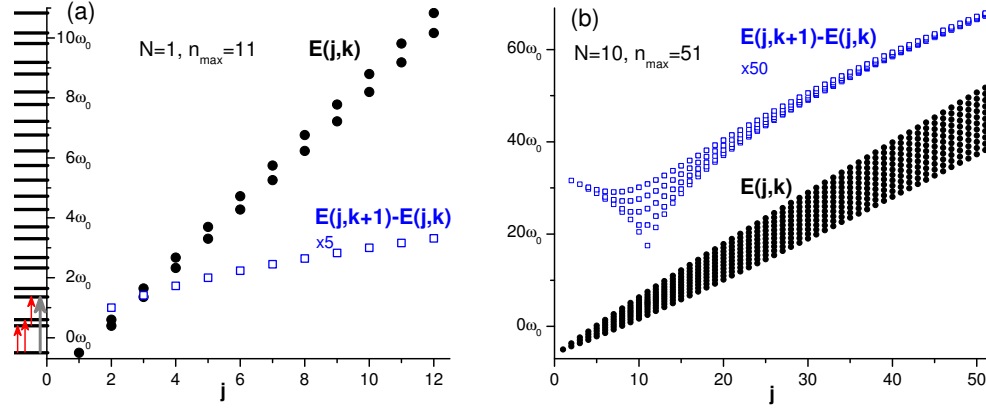 (a)
N=1, n_max=11
E(j,k)
E(j,k+1)-E(j,k)
x5
10ω₀
8ω₀
6ω₀
4ω₀
2ω₀
0ω₀
0 2 4 6 8 10 12
j
(b)
N=10, n_max=51
E(j,k+1)-E(j,k)
x50
E(j,k)
60ω₀
40ω₀
20ω₀
0ω₀
0 10 20 30 40 50
j